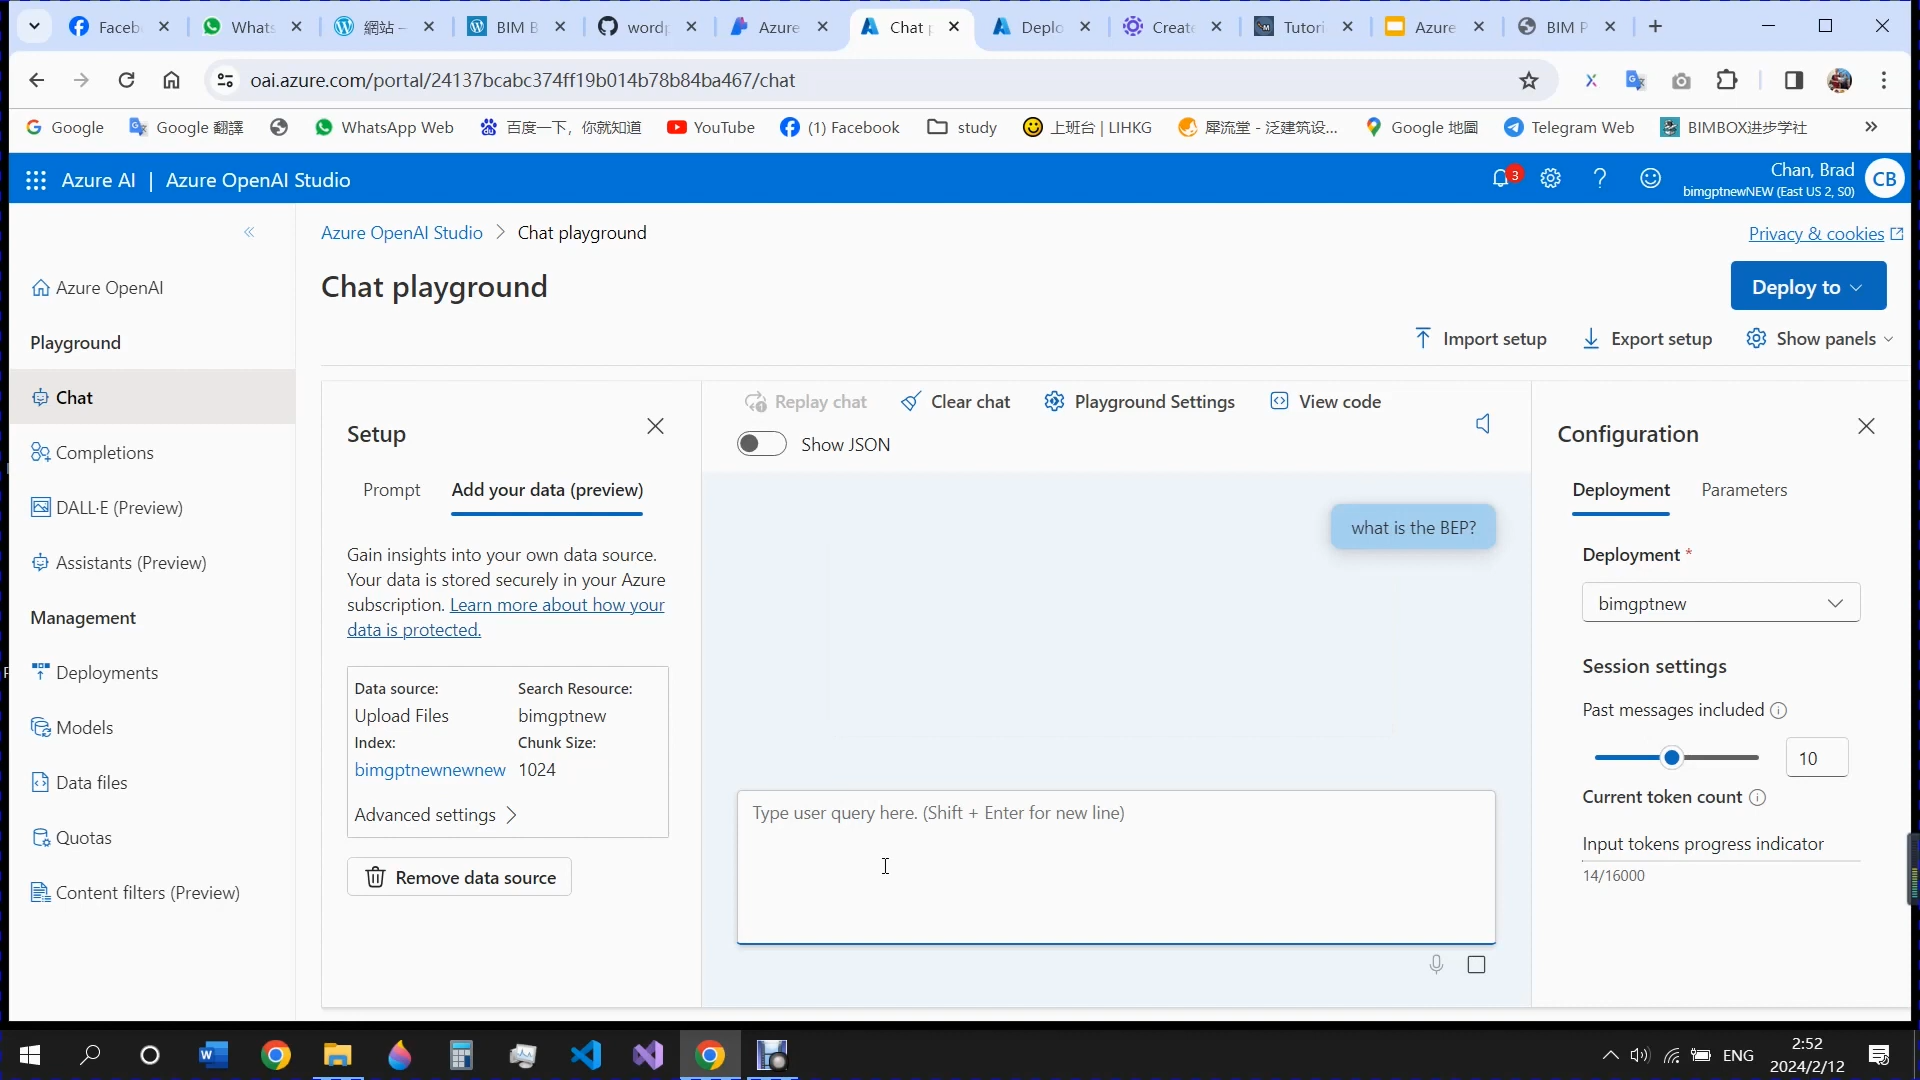 Faceb
Whats
網站 –
BIM B
wordp
Azure
Chat p
Deplo
Create
Tutori
Azure
BIM P
oai.azure.com/portal/24137bcabc374ff19b014b78b84ba467/chat
Google
Google 翻譯
WhatsApp Web
百度一下，你就知道
YouTube
(1) Facebook
study
上班台 | LIHKG
犀流堂 - 泛建筑设...
Google 地圖
Telegram Web
BIMBOX进步学社
Azure AI | Azure OpenAI Studio
3
Chan, Brad
bimgptnewNEW (East US 2, S0)
CB
Azure OpenAI Studio > Chat playground
Privacy & cookies
Chat playground
Deploy to
Import setup
Export setup
Show panels
Azure OpenAI
Playground
Chat
Completions
DALL·E (Preview)
Assistants (Preview)
Management
Deployments
Models
Data files
Quotas
Content filters (Preview)
Setup
Prompt
Add your data (preview)
Gain insights into your own data source.
Your data is stored securely in your Azure
subscription. Learn more about how your
data is protected.
Data source:
Upload Files
Search Resource:
bimgptnew
Index:
bimgptnewnewnew
Chunk Size:
1024
Advanced settings
Remove data source
Replay chat
Clear chat
Playground Settings
View code
Show JSON
what is the BEP?
Type user query here. (Shift + Enter for new line)
Configuration
Deployment
Parameters
Deployment *
bimgptnew
Session settings
Past messages included
10
Current token count
Input tokens progress indicator
14/16000
ENG
2:52
2024/2/12